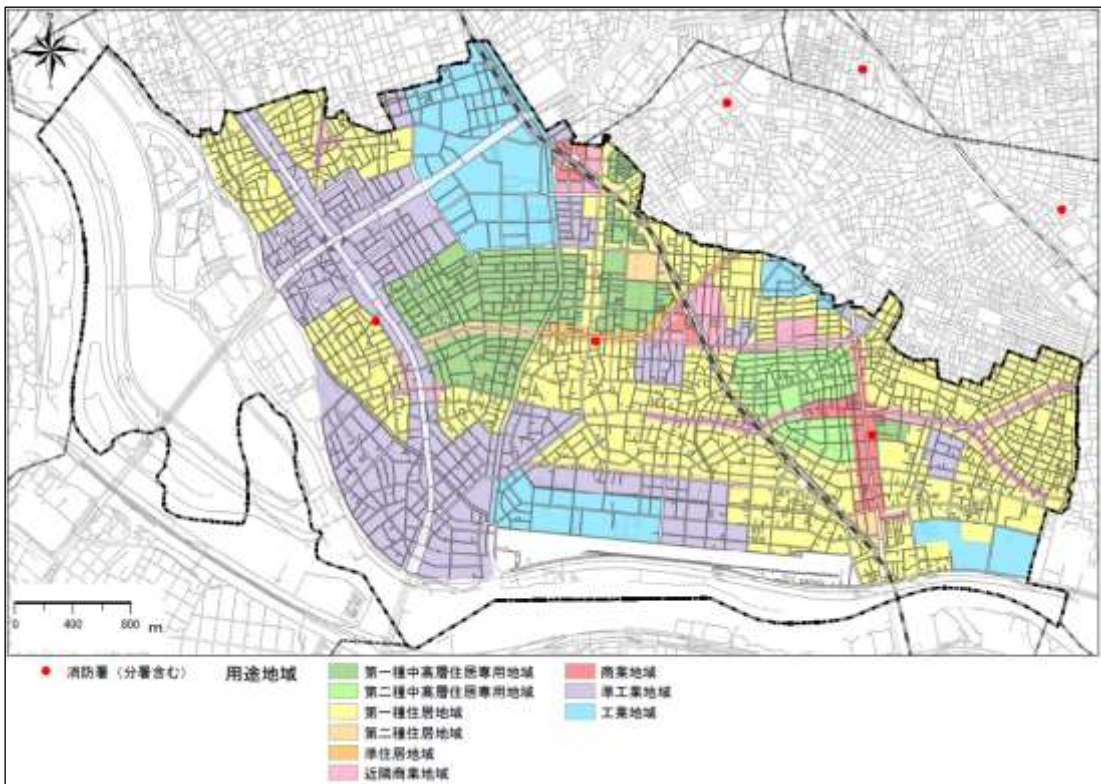 0 400 800 m
消防署（分署含む）
用途地域
第一種中高層住居専用地域
第二種中高層住居専用地域
第一種住居地域
第二種住居地域
準住居地域
近隣商業地域
商業地域
準工業地域
工業地域